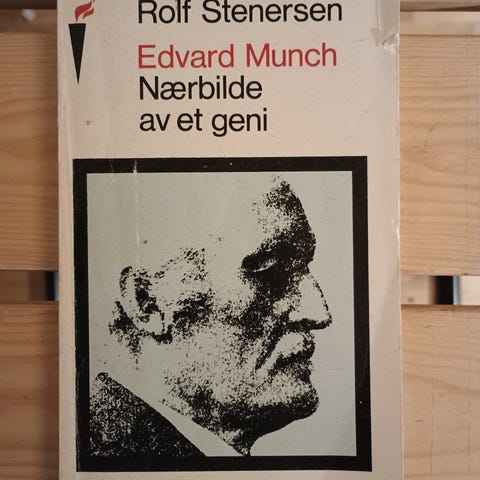 Rolf Stenersen
Edvard Munch
Nærbilde
av et geni